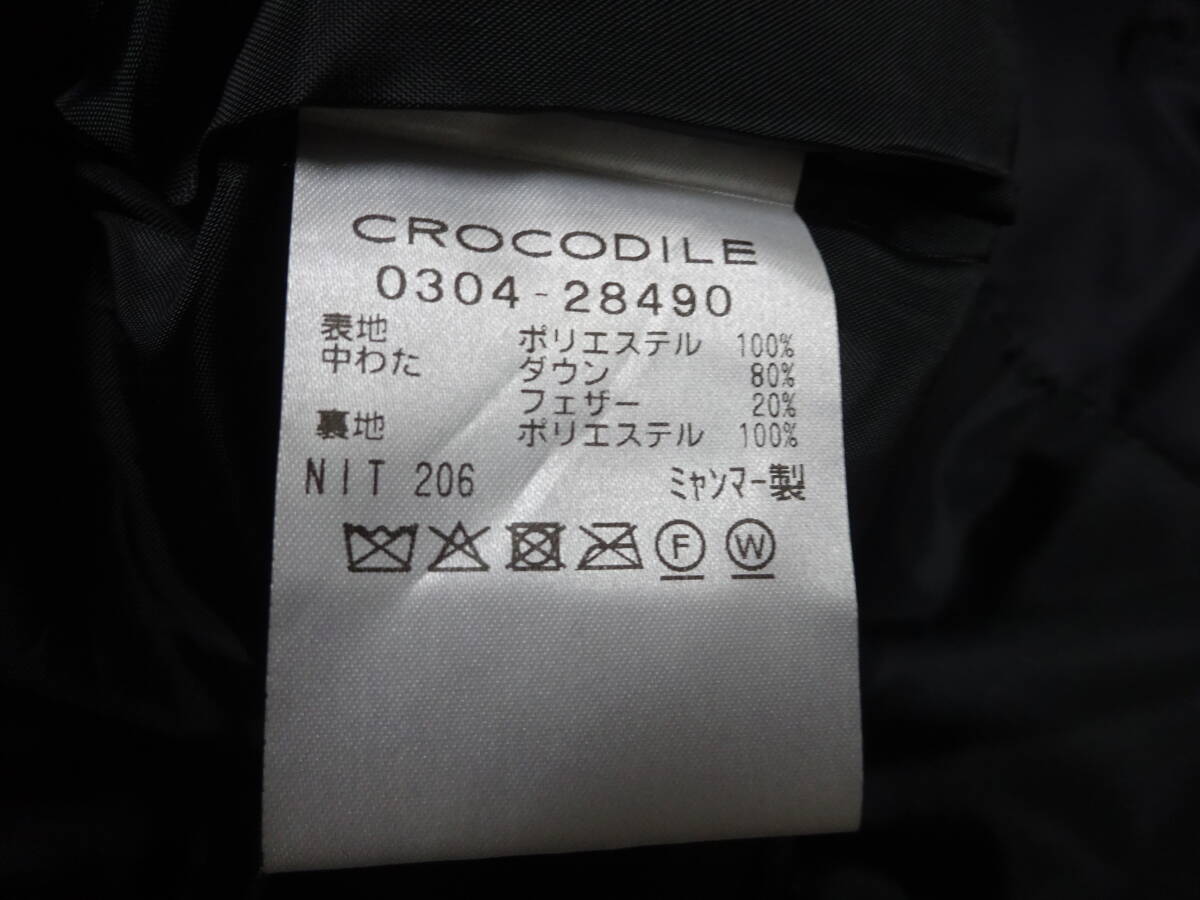 CROCODILE
0304-28490
表地 ポリエステル 100%
中わた ダウン 80%
フェザー 20%
裏地 ポリエステル 100%
NIT 206 ミャンマー製
F W